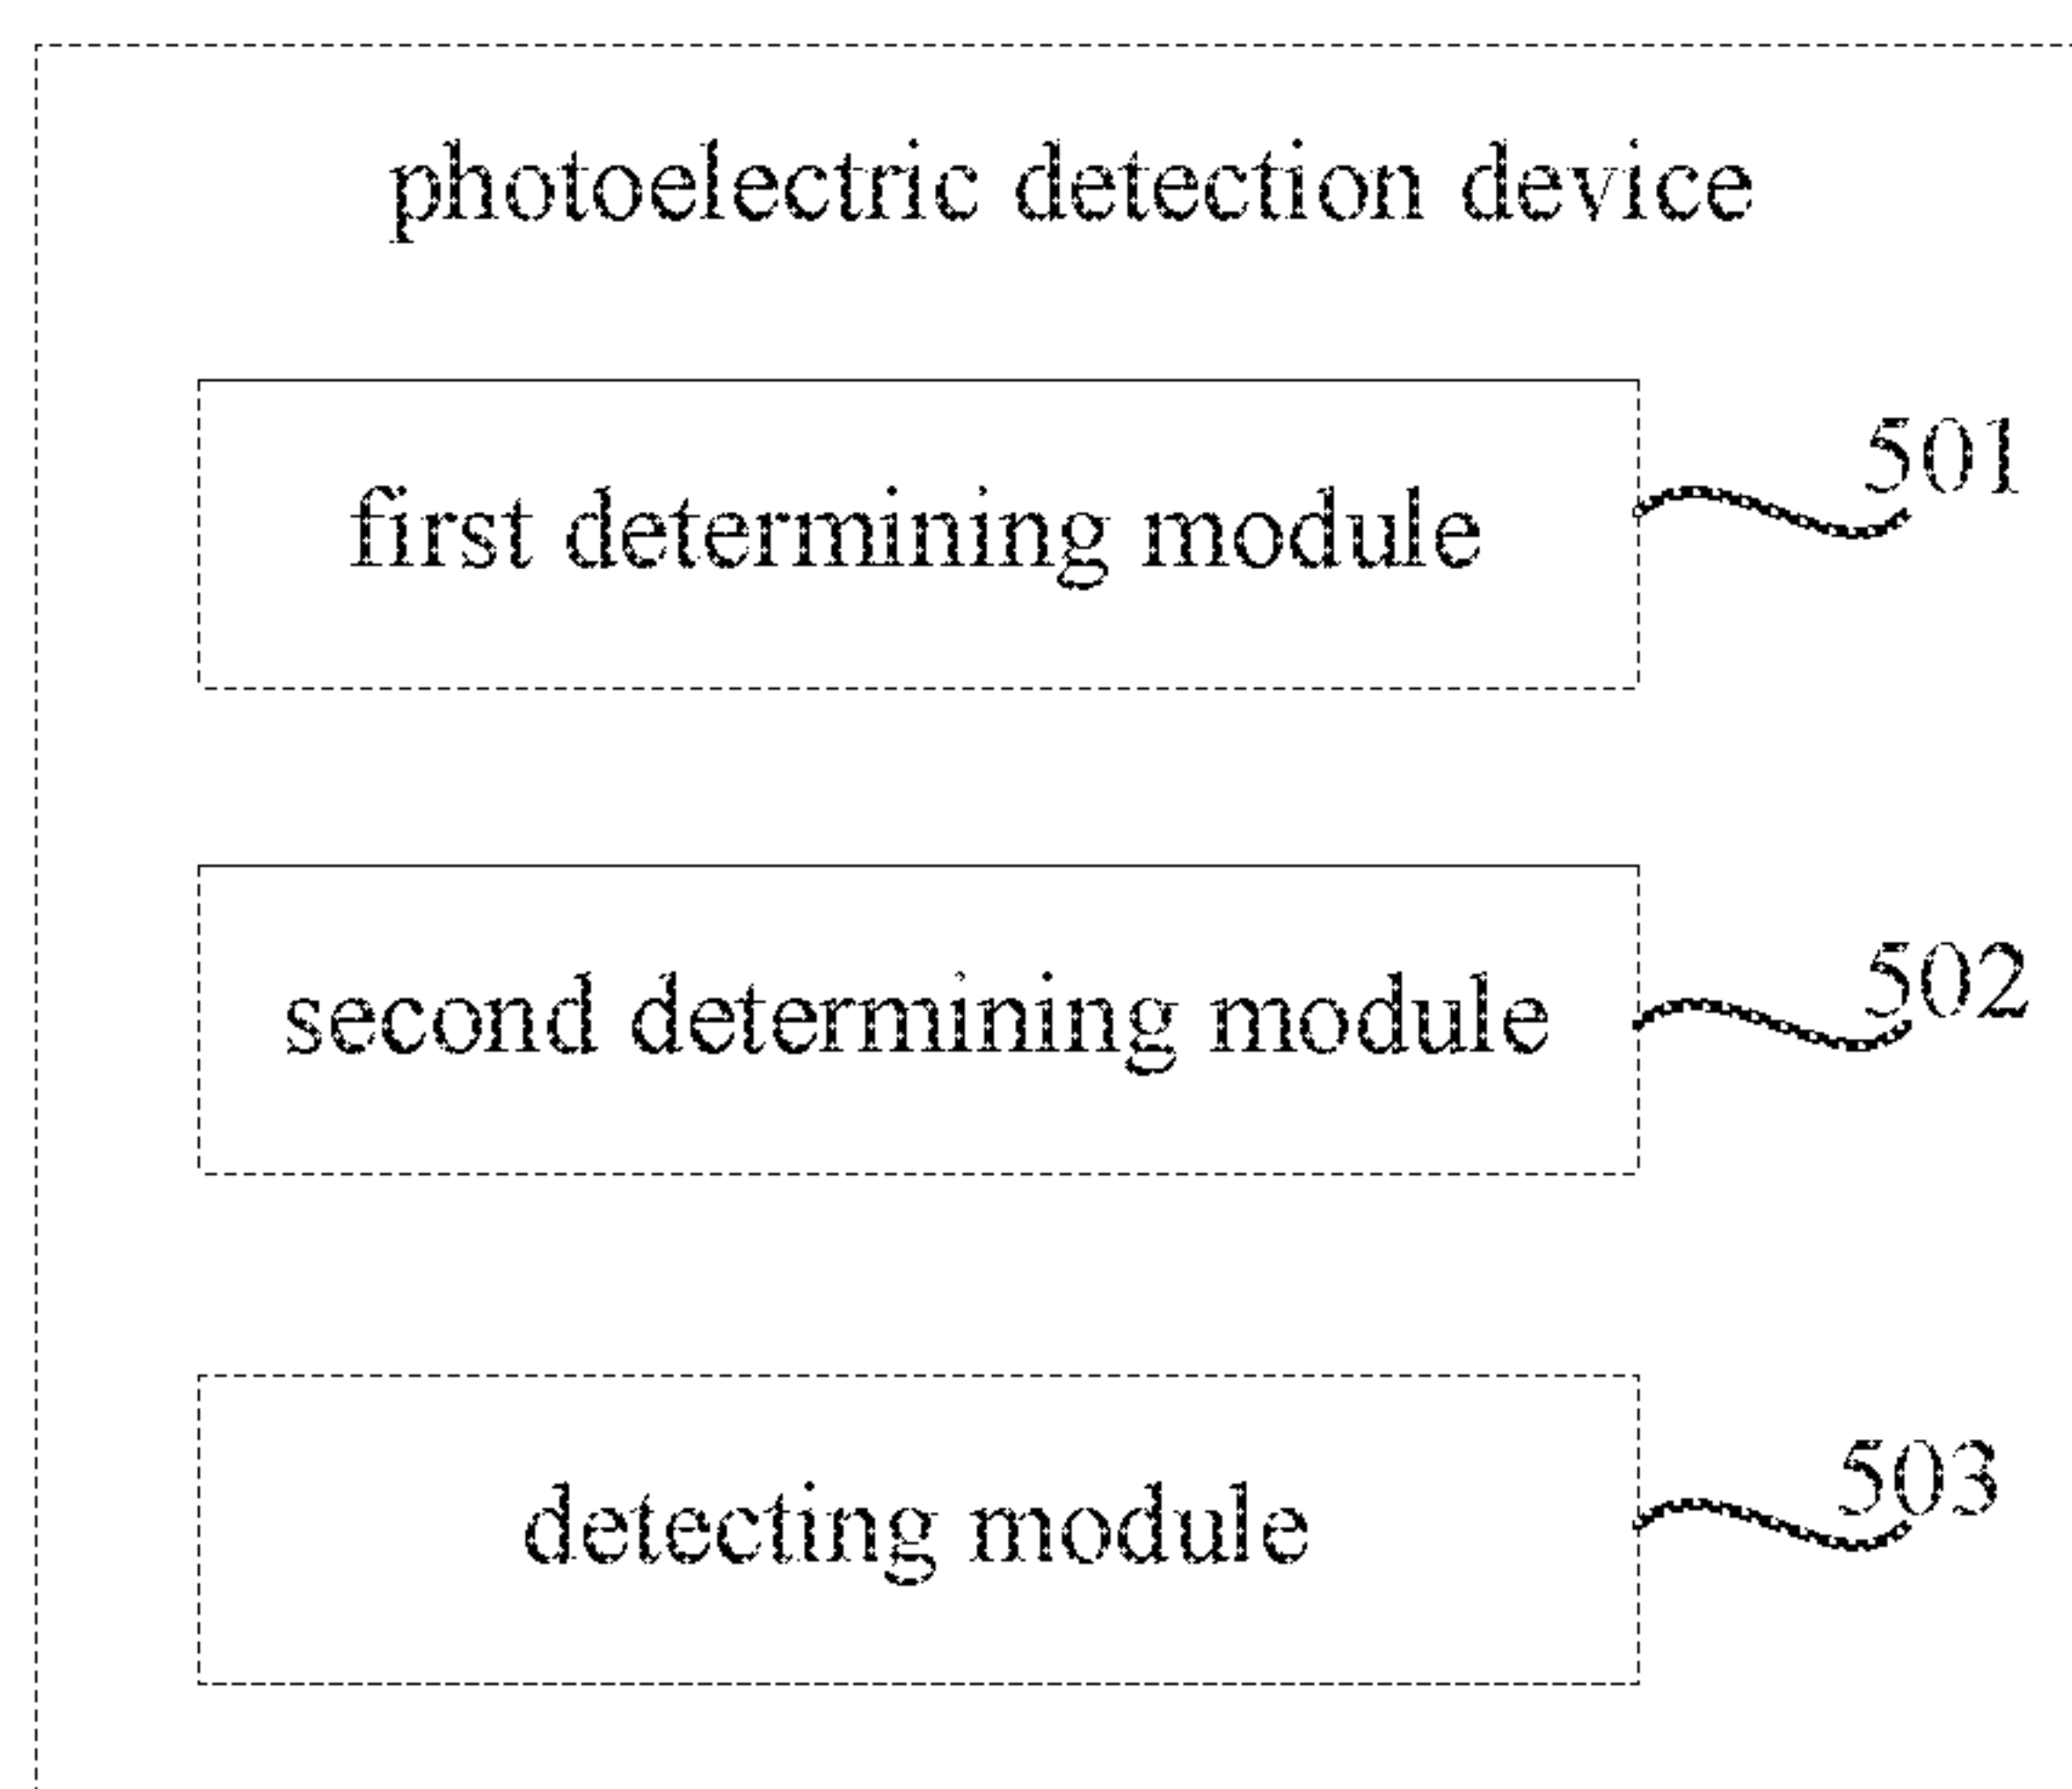 photoelectric detection device
501
first determining module
502
second determining module
503
detecting module